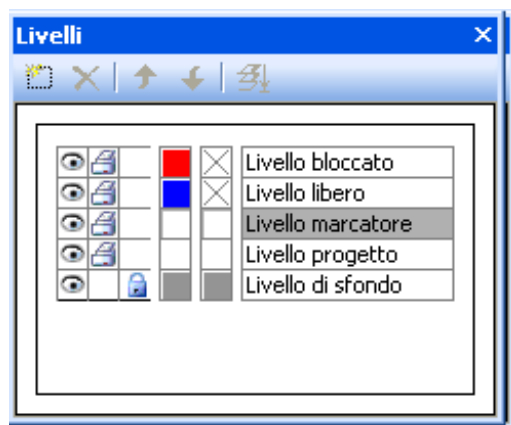 Livelli
Livello bloccato
Livello libero
Livello marcatore
Livello progetto
Livello di sfondo